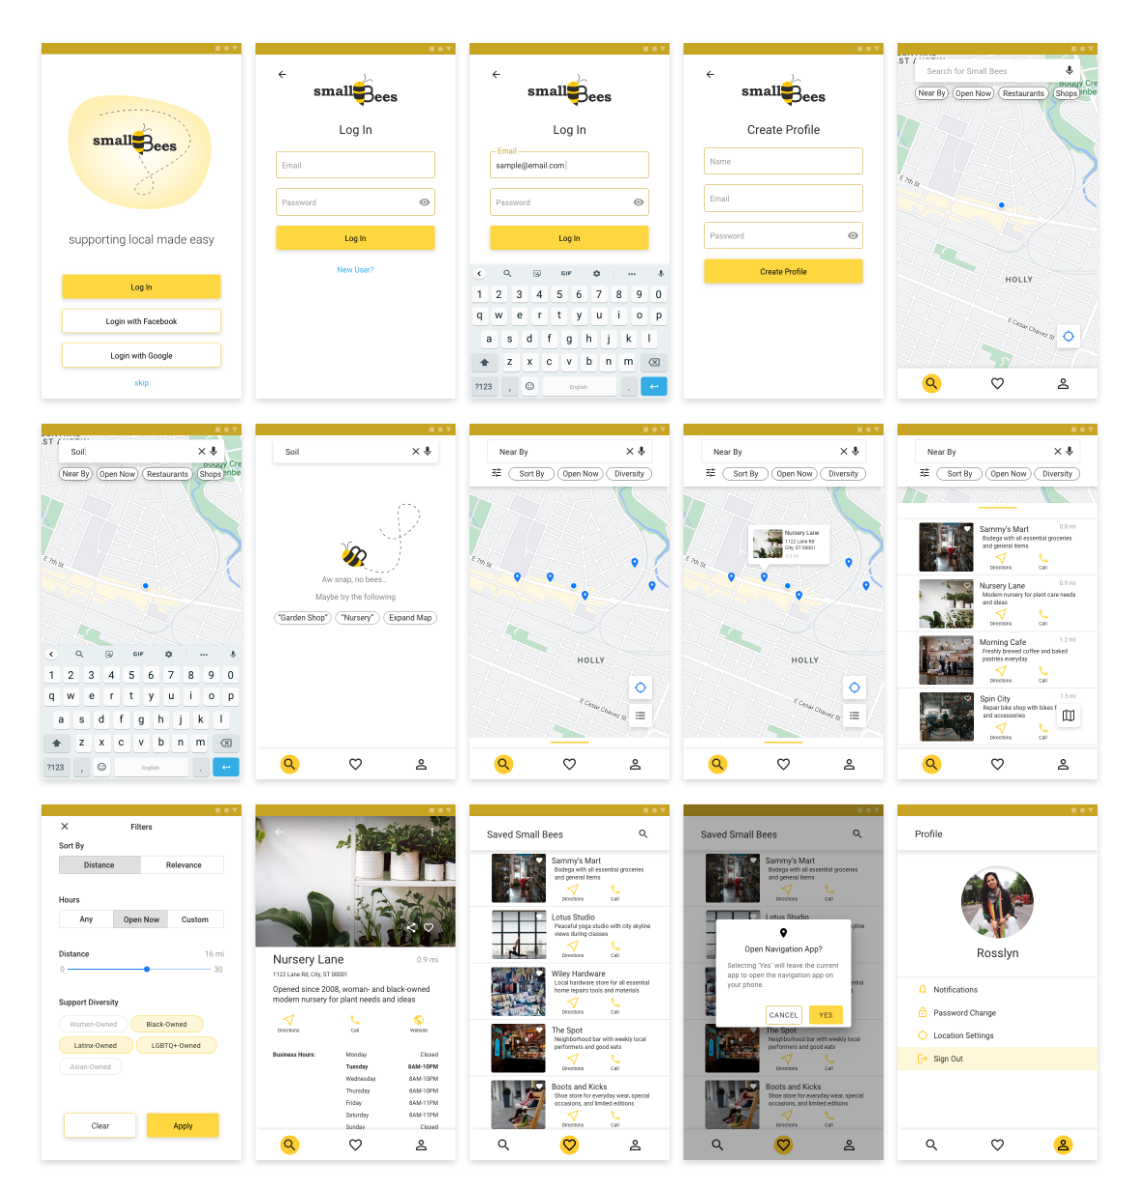 small Bees
supporting local made easy
Log In
Login with Facebook
Login with Google
skip
small Bees
Log In
Email
Password
Log In
New User?
small Bees
Log In
Email
sample@email.com
Password
Log In
GIF
1 2 3 4 5 6 7 8 9 0
q w e r t y u i o p
a s d f g h j k l
z x c v b n m
?123 , English .
small Bees
Create Profile
Name
Email
Password
Create Profile
Search for Small Bees
Near By
Open Now
Restaurants
Shops
E 7th St
HOLLY
E Cesar Chavez St
Soil
Near By
Open Now
Restaurants
Shops
E 7th St
GIF
1 2 3 4 5 6 7 8 9 0
q w e r t y u i o p
a s d f g h j k l
z x c v b n m
?123 , English .
Soil
Aw snap, no bees...
Maybe try the following
"Garden Shop"
"Nursery"
Expand Map
Near By
Sort By
Open Now
Diversity
E 7th St
HOLLY
E Cesar Chavez St
Near By
Sort By
Open Now
Diversity
Nursery Lane
1122 Lane Rd
City, ST 00001
0.9 mi
E 7th St
HOLLY
E Cesar Chavez St
Near By
Sort By
Open Now
Diversity
Sammy's Mart 0.9 mi
Bodega with all essential groceries
and general items
Directions Call
Nursery Lane 0.9 mi
Modern nursery for plant care needs
and ideas
Directions Call
Morning Cafe 1.2 mi
Freshly brewed coffee and baked
pastries everyday
Directions Call
Spin City 1.5 mi
Repair bike shop with bikes f
and accessories
Directions Call
Filters
Sort By
Distance Relevance
Hours
Any Open Now Custom
Distance 16 mi
0 30
Support Diversity
Women-Owned Black-Owned
Latinx-Owned LGBTQ+-Owned
Asian-Owned
Clear Apply
Nursery Lane 0.9 mi
1122 Lane Rd, City, ST 00001
Opened since 2008, woman- and black-owned
modern nursery for plant needs and ideas
Directions Call Website
Business Hours: Monday Closed
Tuesday 8AM-10PM
Wednesday 8AM-10PM
Thursday 8AM-10PM
Friday 8AM-11PM
Saturday 8AM-11PM
Sunday Closed
Saved Small Bees
Sammy's Mart
Bodega with all essential groceries
and general items
Directions Call
Lotus Studio
Peaceful yoga studio with city skyline
views during classes
Directions Call
Wiley Hardware
Local hardware store for all essential
home repairs tools and materials
Directions Call
The Spot
Neighborhood bar with weekly local
performers and good eats
Directions Call
Boots and Kicks
Shoe store for everyday wear, special
occasions, and limited editions
Directions Call
Saved Small Bees
Sammy's Mart
Bodega with all essential groceries
and general items
Directions Call
Lotus Studio
Open Navigation App?
Selecting 'Yes' will leave the current
app to open the navigation app on
your phone.
CANCEL YES
The Spot
Neighborhood bar with weekly local
performers and good eats
Directions Call
Boots and Kicks
Shoe store for everyday wear, special
occasions, and limited editions
Directions Call
Profile
Rosslyn
Notifications
Password Change
Location Settings
Sign Out